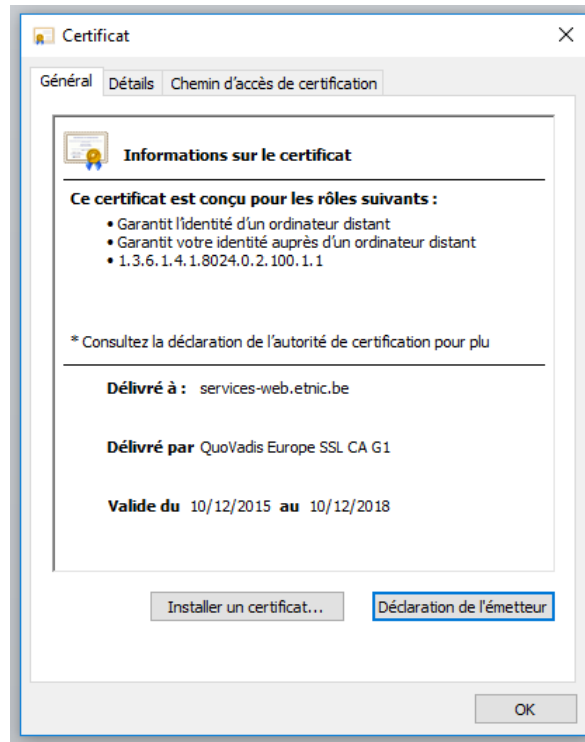 Certificat
Général Détails Chemin d'accès de certification
Informations sur le certificat
Ce certificat est conçu pour les rôles suivants :
• Garantit l'identité d'un ordinateur distant
• Garantit votre identité auprès d'un ordinateur distant
• 1.3.6.1.4.1.8024.0.2.100.1.1
* Consultez la déclaration de l'autorité de certification pour plu
Délivré à : services-web.etnic.be
Délivré par QuoVadis Europe SSL CA G1
Valide du 10/12/2015 au 10/12/2018
Installer un certificat... Déclaration de l'émetteur
OK